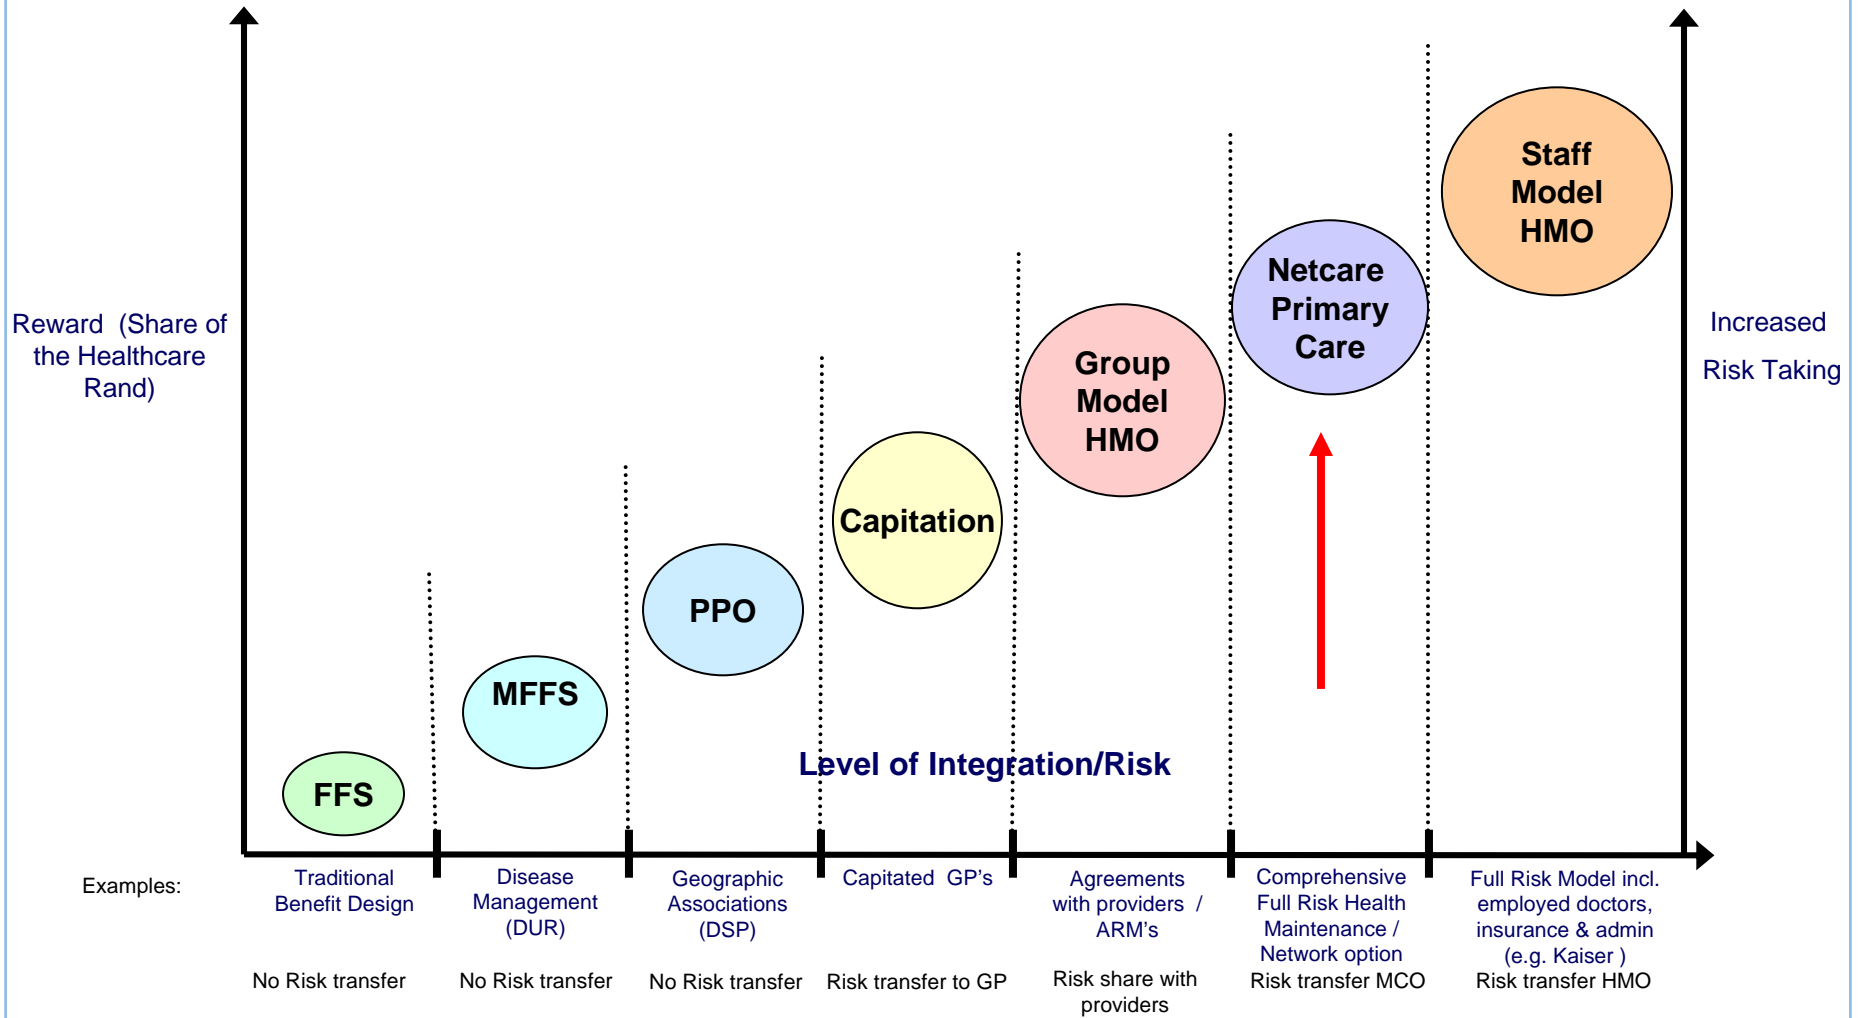 Staff
Model
HMO
Netcare
Primary
Care
Reward (Share of
the Healthcare
Rand)
Increased
Risk Taking
Group
Model
HMO
Capitation
PPO
MFFS
Level of Integration/Risk
FFS
Examples:
Traditional
Benefit Design
Disease
Management
(DUR)
Geographic
Associations
(DSP)
Capitated GP's
Agreements
with providers /
ARM's
Comprehensive
Full Risk Health
Maintenance /
Network option
Full Risk Model incl.
employed doctors,
insurance & admin
(e.g. Kaiser )
No Risk transfer
No Risk transfer
No Risk transfer
Risk transfer to GP
Risk share with
providers
Risk transfer MCO
Risk transfer HMO